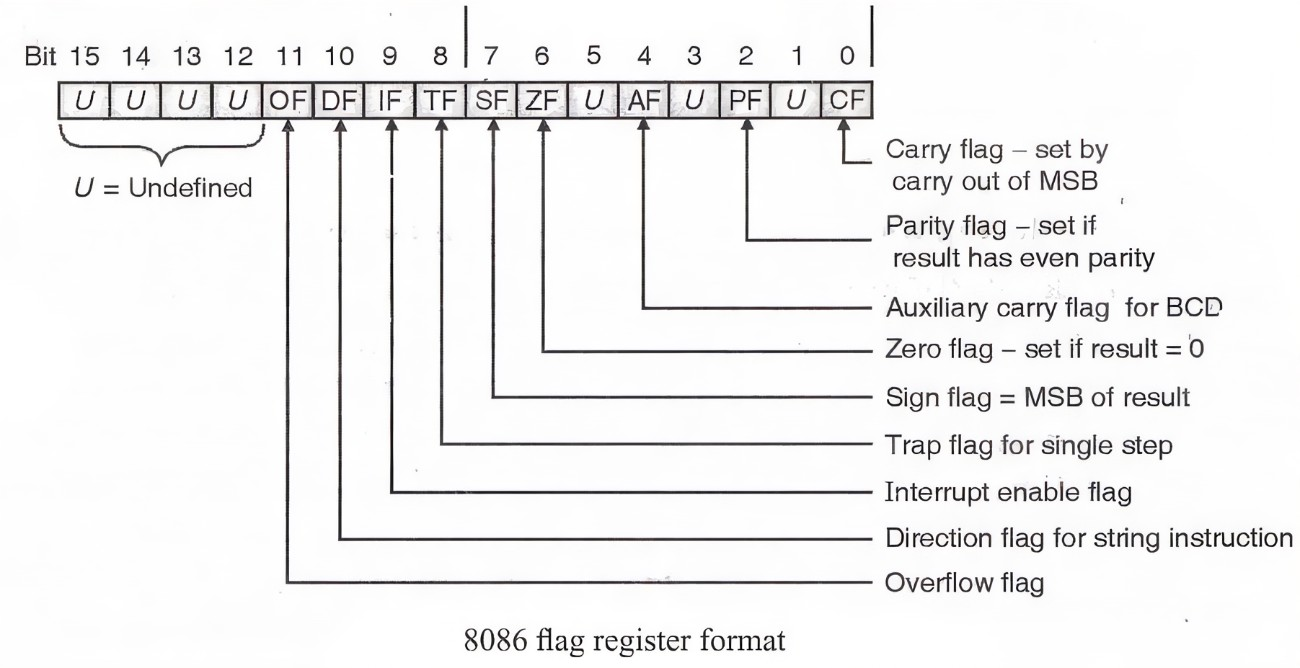 Bit 15 14 13 12 11 10 9 8 7 6 5 4 3 2 1 0
U U U U OF DF IF TF SF ZF U AF U PF U CF
U = Undefined
Carry flag – set by
carry out of MSB
Parity flag – set if
result has even parity
Auxiliary carry flag for BCD
Zero flag – set if result = 0
Sign flag = MSB of result
Trap flag for single step
Interrupt enable flag
Direction flag for string instruction
Overflow flag
8086 flag register format